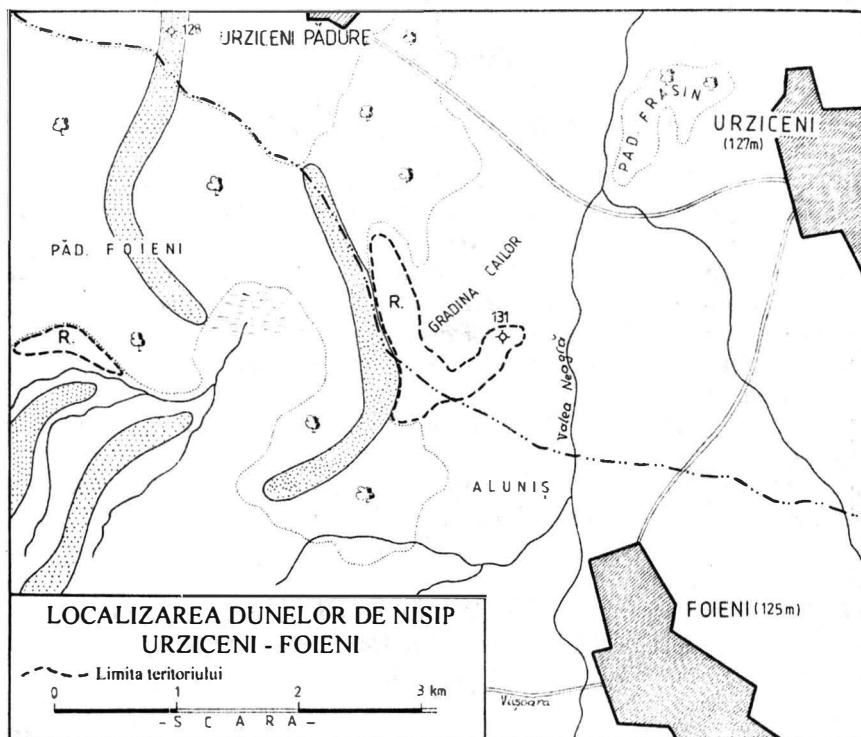 128
URZICENI PĂDURE
PĂD. FRASIN
URZICENI
(127m)
PĂD. FOIENI
R.
GRADINA CAILOR
131
R.
Valea Neagră
ALUNIȘ
FOIENI (125m)
LOCALIZAREA DUNELOR DE NISIP
URZICENI - FOIENI
Limita teritoriului
0 1 2 3 km
- S C A R A -
Vișoara